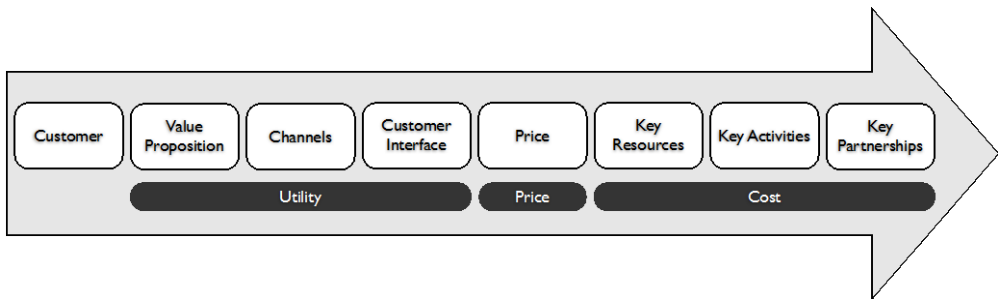 Customer
Value
Proposition
Channels
Customer
Interface
Price
Key
Resources
Key Activities
Key
Partnerships
Utility
Price
Cost